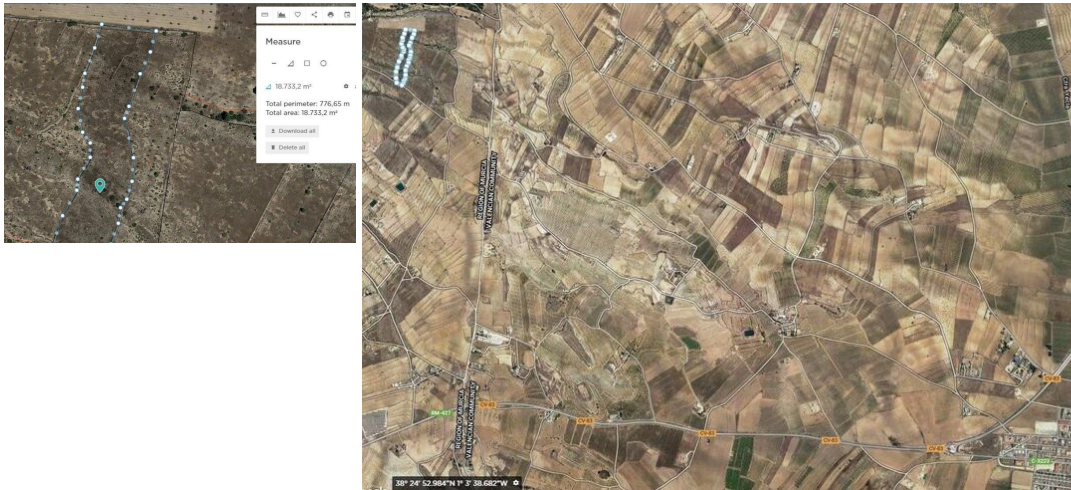 Measure
18.733,2 m²
Total perimeter: 776,65 m
Total area: 18.733,2 m²
Download all
Delete all
REGION OF MURCIA
VALENCIAN COMMUNITY
RM-427
CV-83
REGION OF MURCIA
VALENCIAN COMMUNITY
CV-83
CV-83
CV-83
CV-83
CV-83
C-3223
38° 24' 52.984"N 1° 3' 38.682"W